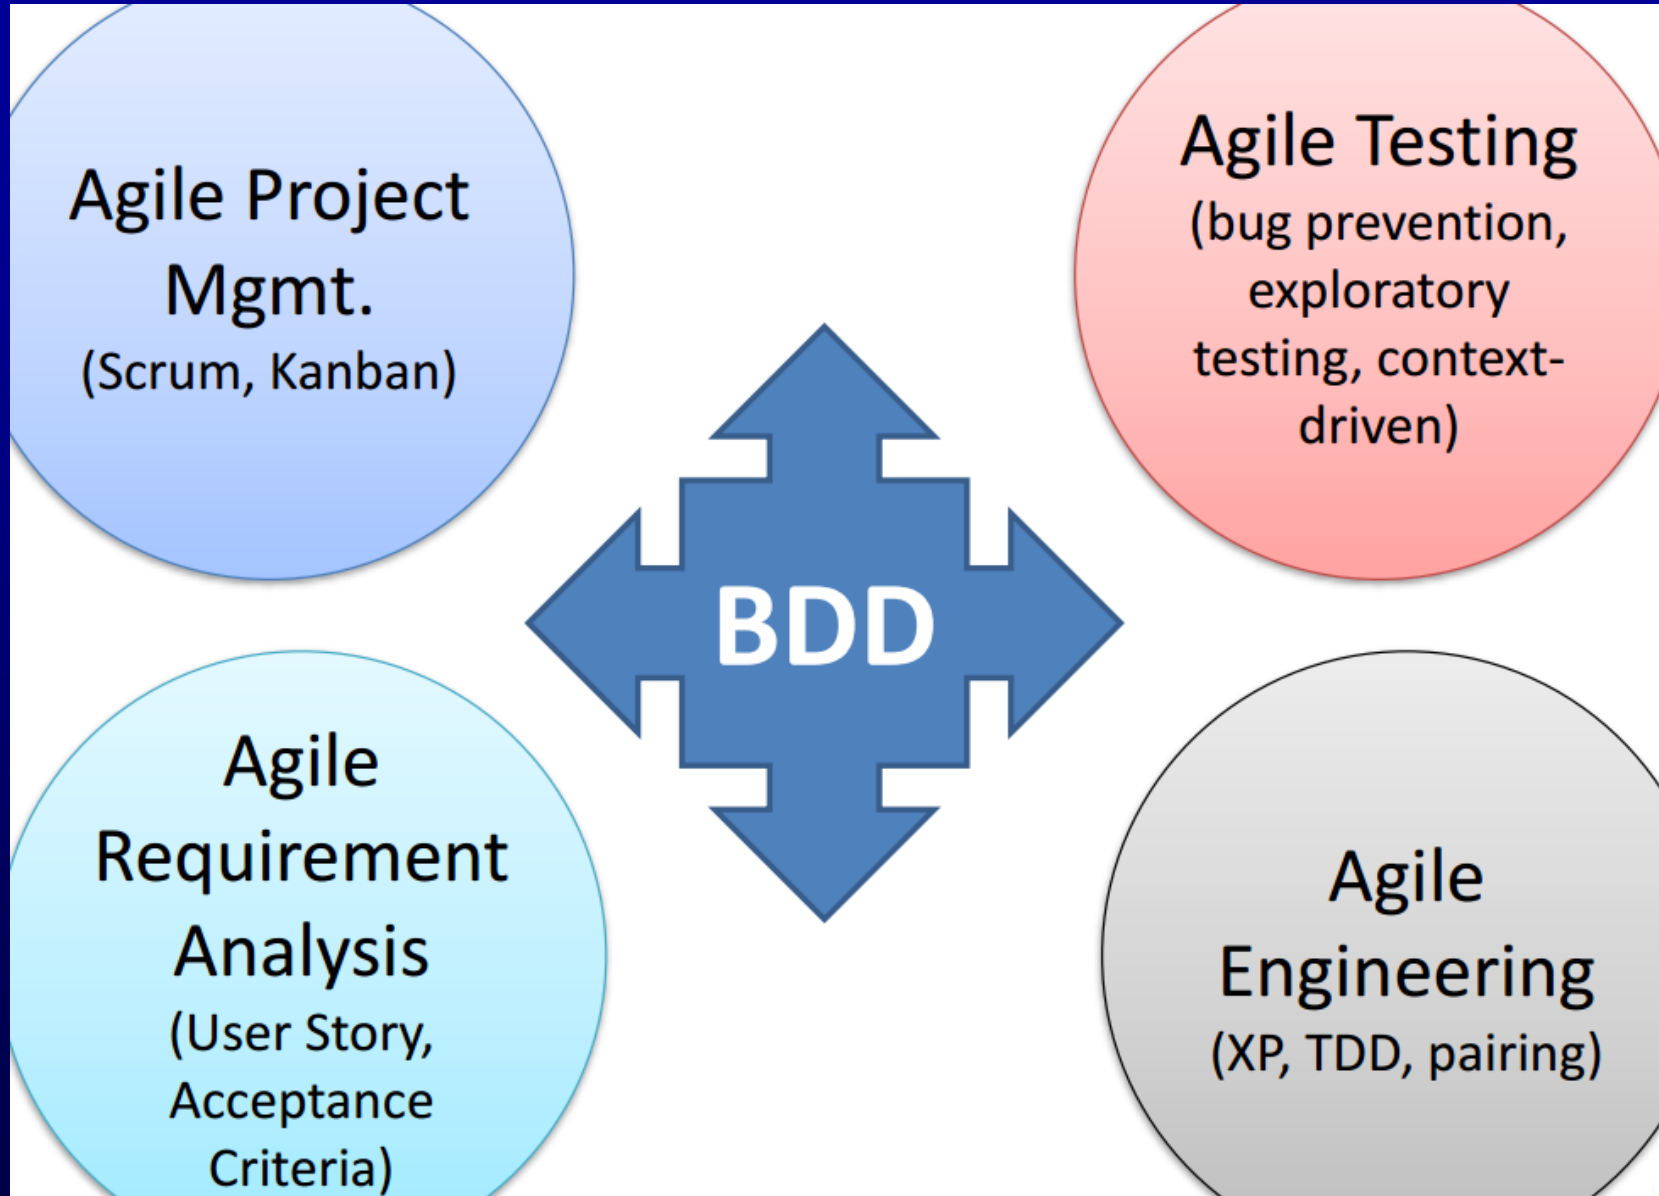 Agile Project
Mgmt.
(Scrum, Kanban)
Agile Testing
(bug prevention,
exploratory
testing, context-
driven)
BDD
Agile
Requirement
Analysis
(User Story,
Acceptance
Criteria)
Agile
Engineering
(XP, TDD, pairing)